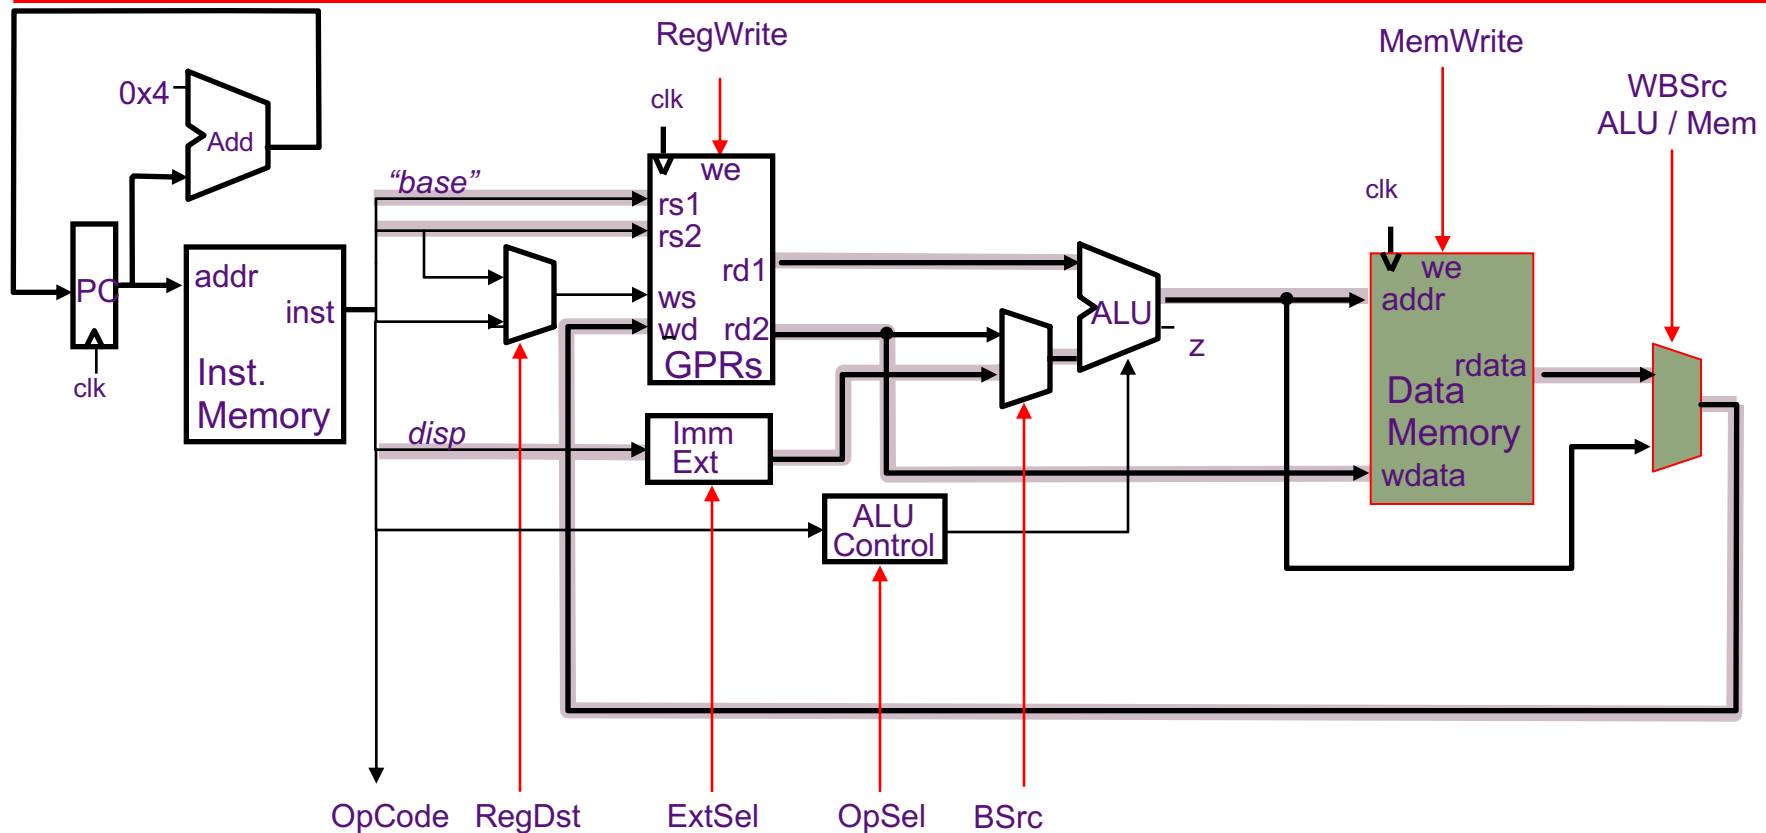 RegWrite
MemWrite
WBSrc
ALU / Mem
0x4
Add
clk
we
"base"
rs1
rs2
clk
we
PC
addr
inst
Inst.
Memory
clk
ws
wd
rd1
rd2
GPRs
ALU
z
addr
rdata
Data
Memory
wdata
disp
Imm
Ext
ALU
Control
OpCode
RegDst
ExtSel
OpSel
BSrc